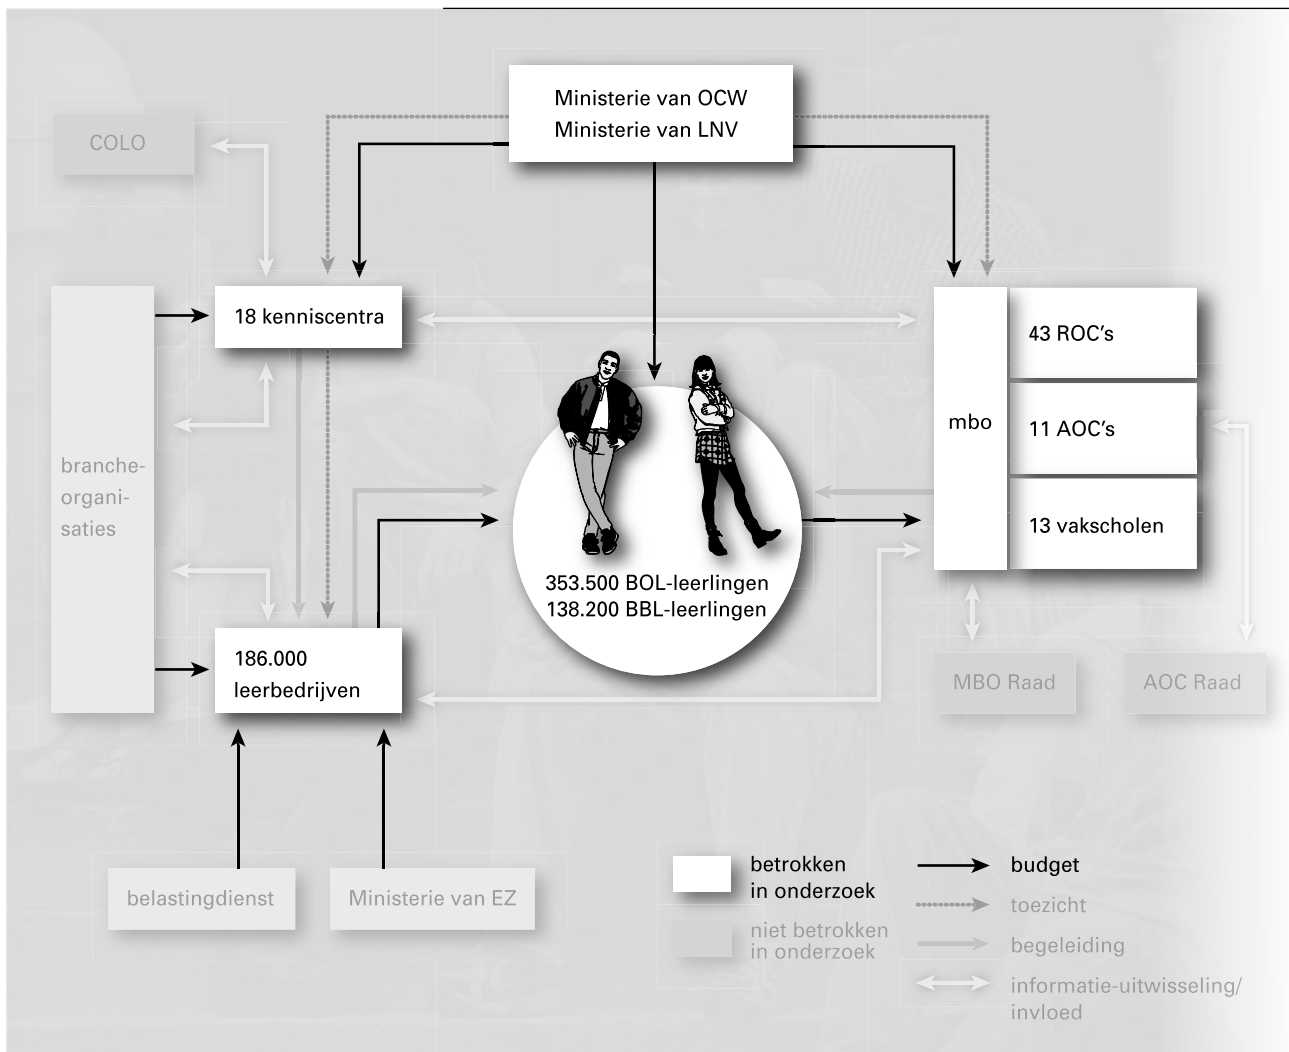 Ministerie van OCW
Ministerie van LNV
COLO
18 kenniscentra
43 ROC's
mbo
11 AOC's
13 vakscholen
branche-
organi-
saties
353.500 BOL-leerlingen
138.200 BBL-leerlingen
186.000
leerbedrijven
MBO Raad
AOC Raad
belastingdienst
Ministerie van EZ
betrokken
in onderzoek
niet betrokken
in onderzoek
budget
toezicht
begeleiding
informatie-uitwisseling/
invloed